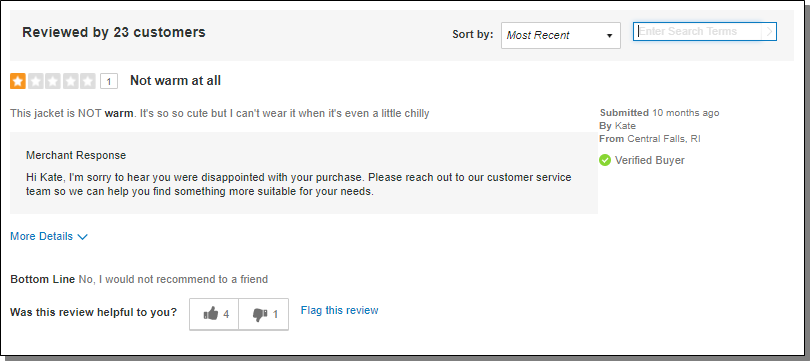 Reviewed by 23 customers
Sort by: Most Recent
Enter Search Terms
1 Not warm at all
This jacket is NOT warm. It's so so cute but I can't wear it when it's even a little chilly
Submitted 10 months ago
By Kate
From Central Falls, RI
Verified Buyer
Merchant Response
Hi Kate, I'm sorry to hear you were disappointed with your purchase. Please reach out to our customer service
team so we can help you find something more suitable for your needs.
More Details
Bottom Line No, I would not recommend to a friend
Was this review helpful to you? 4 1 Flag this review